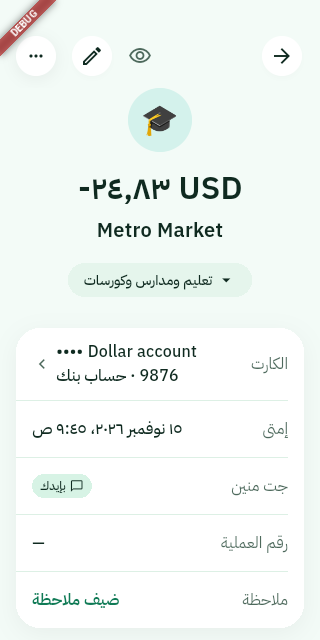 DEBUG
-٢٤,٨٣ USD
Metro Market
تعليم ومدارس وكورسات
الكارت
•••• Dollar account
9876 · حساب بنك
إمتى
١٥ نوفمبر ٢٠٢٦، ٩:٤٥ ص
جت منين
بإيدك
رقم العملية
—
ملاحظة
ضيف ملاحظة